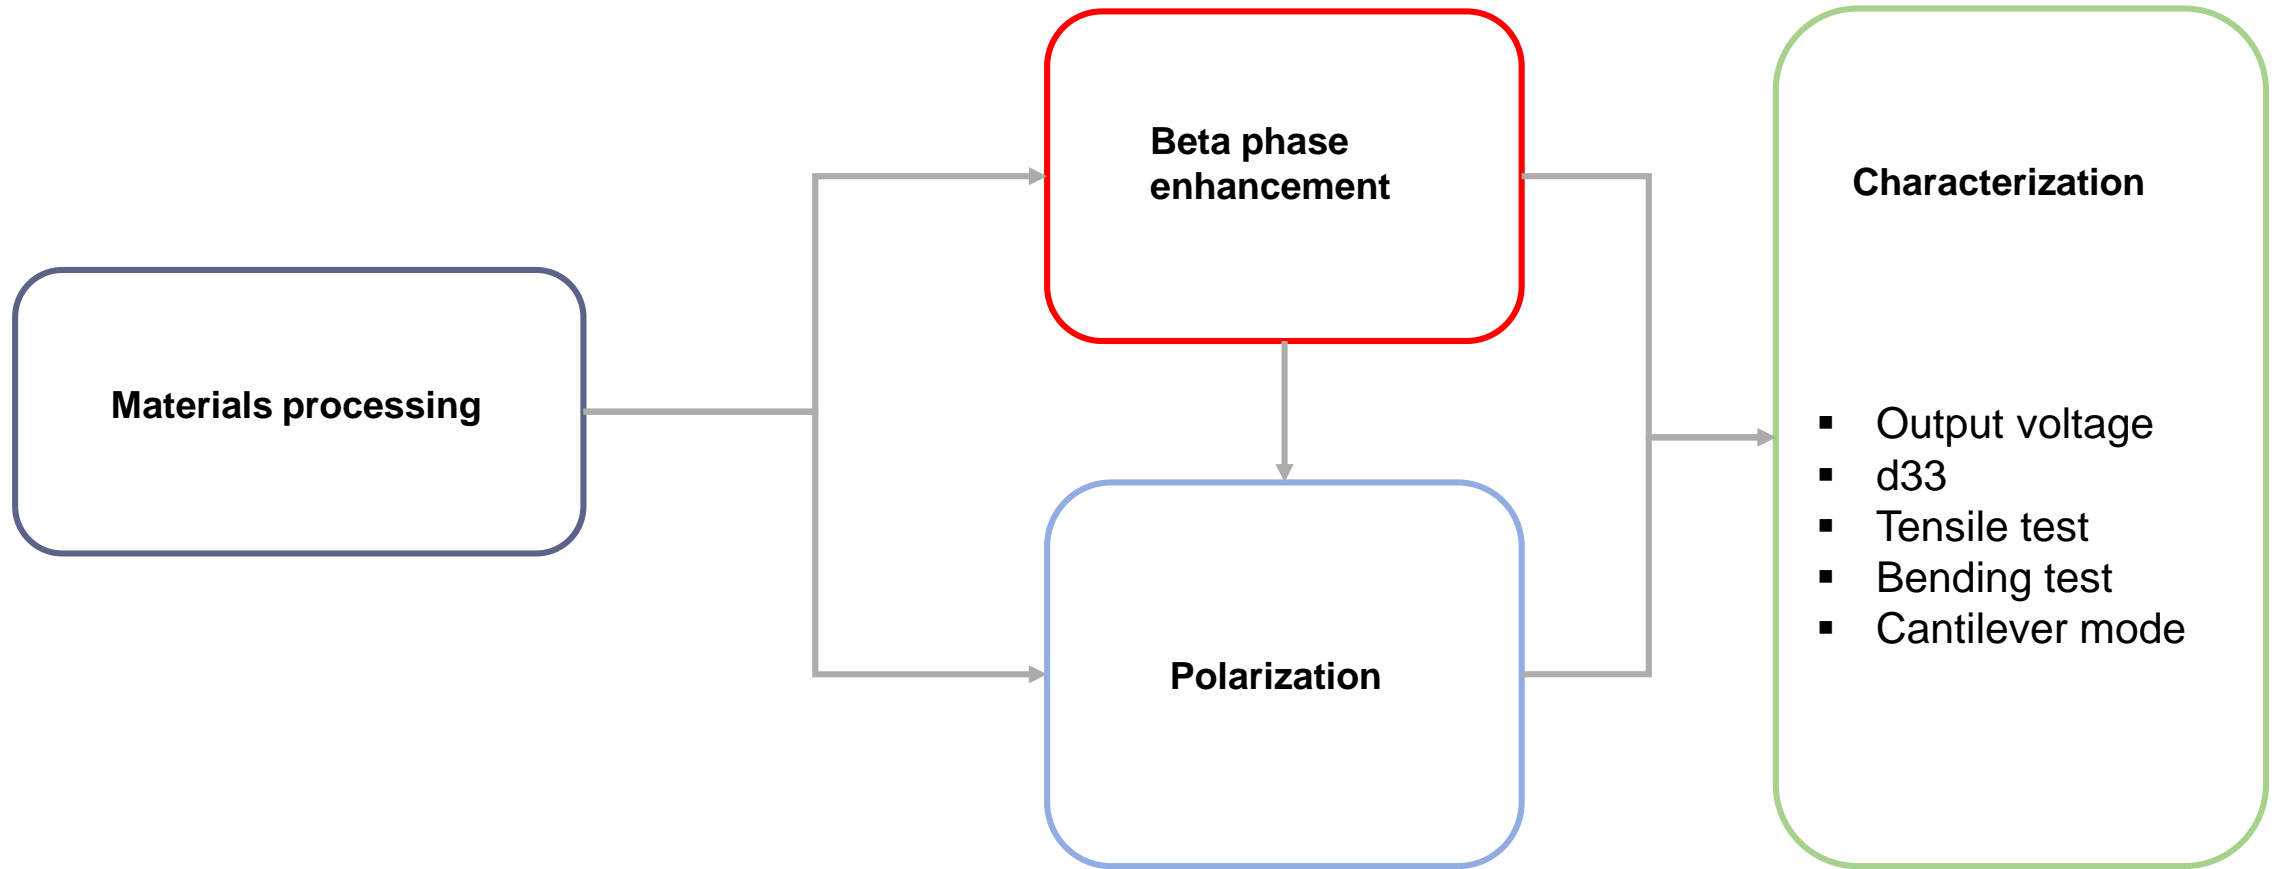 Materials processing
Beta phase
enhancement
Polarization
Characterization
▪ Output voltage
▪ d33
▪ Tensile test
▪ Bending test
▪ Cantilever mode